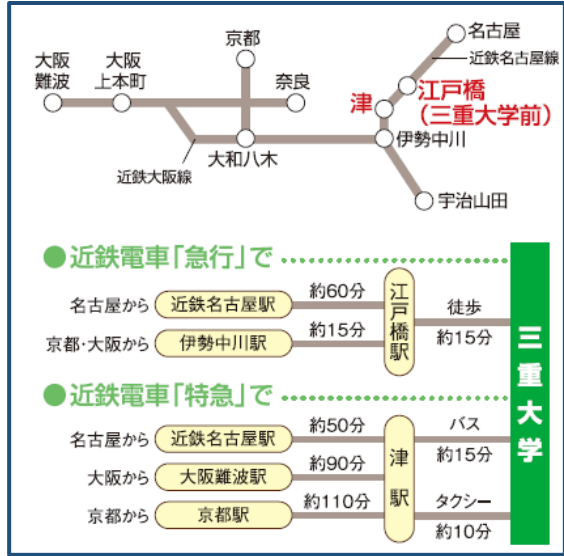 名古屋
近鉄名古屋線
京都
大阪
難波
大阪
上本町
奈良
江戸橋
(三重大学前)
津
伊勢中川
大和八木
近鉄大阪線
宇治山田
●近鉄電車「急行」で
名古屋から 近鉄名古屋駅 約60分
京都・大阪から 伊勢中川駅 約15分
江戸橋駅
徒歩
約15分
●近鉄電車「特急」で
名古屋から 近鉄名古屋駅 約50分
大阪から 大阪難波駅 約90分
京都から 京都駅 約110分
津駅
バス
約15分
タクシー
約10分
三重大学